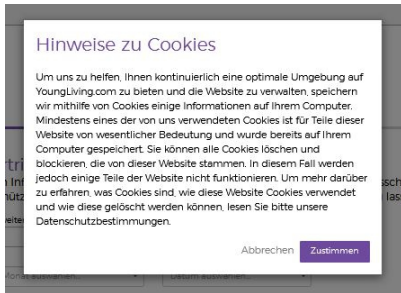 Hinweise zu Cookies
Um uns zu helfen, Ihnen kontinuierlich eine optimale Umgebung auf
YoungLiving.com zu bieten und die Website zu verwalten, speichern
wir mithilfe von Cookies einige Informationen auf Ihrem Computer.
Mindestens eines der von uns verwendeten Cookies ist für Teile dieser
Website von wesentlicher Bedeutung und wurde bereits auf Ihrem
Computer gespeichert. Sie können alle Cookies löschen und
blockieren, die von dieser Website stammen. In diesem Fall werden
jedoch einige Teile der Website nicht funktionieren. Um mehr darüber
zu erfahren, was Cookies sind, wie diese Website Cookies verwendet
und wie diese gelöscht werden können, lesen Sie bitte unsere
Datenschutzbestimmungen.
Abbrechen Zustimmen
Monat auswählen... Datum auswählen...